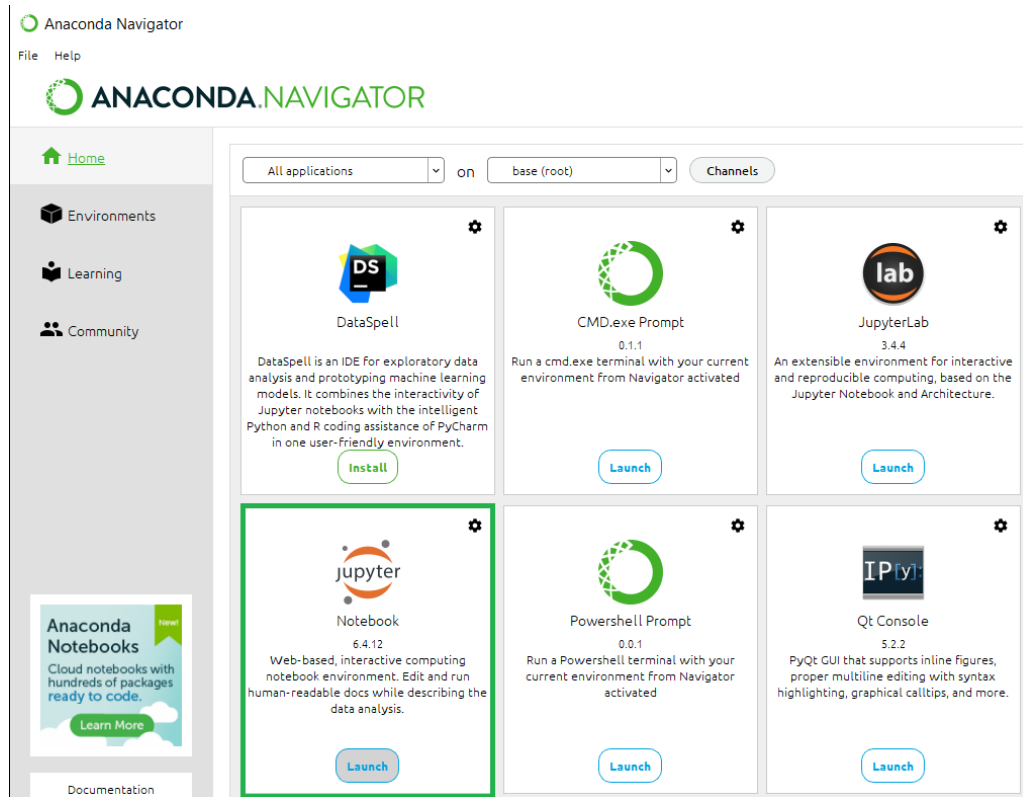 Anaconda Navigator
File Help
ANACONDA.NAVIGATOR
Home
Environments
Learning
Community
All applications on base (root) Channels
DS
DataSpell
DataSpell is an IDE for exploratory data
analysis and prototyping machine learning
models. It combines the interactivity of
Jupyter notebooks with the intelligent
Python and R coding assistance of PyCharm
in one user-friendly environment.
Install
CMD.exe Prompt
0.1.1
Run a cmd.exe terminal with your current
environment from Navigator activated
Launch
lab
JupyterLab
3.4.4
An extensible environment for interactive
and reproducible computing, based on the
Jupyter Notebook and Architecture.
Launch
jupyter
Notebook
6.4.12
Web-based, interactive computing
notebook environment. Edit and run
human-readable docs while describing the
data analysis.
Launch
Powershell Prompt
0.0.1
Run a Powershell terminal with your
current environment from Navigator
activated
Launch
IP[y]:
Qt Console
5.2.2
PyQt GUI that supports inline figures,
proper multiline editing with syntax
highlighting, graphical calltips, and more.
Launch
New!
Anaconda
Notebooks
Cloud notebooks with
hundreds of packages
ready to code.
Learn More
Documentation